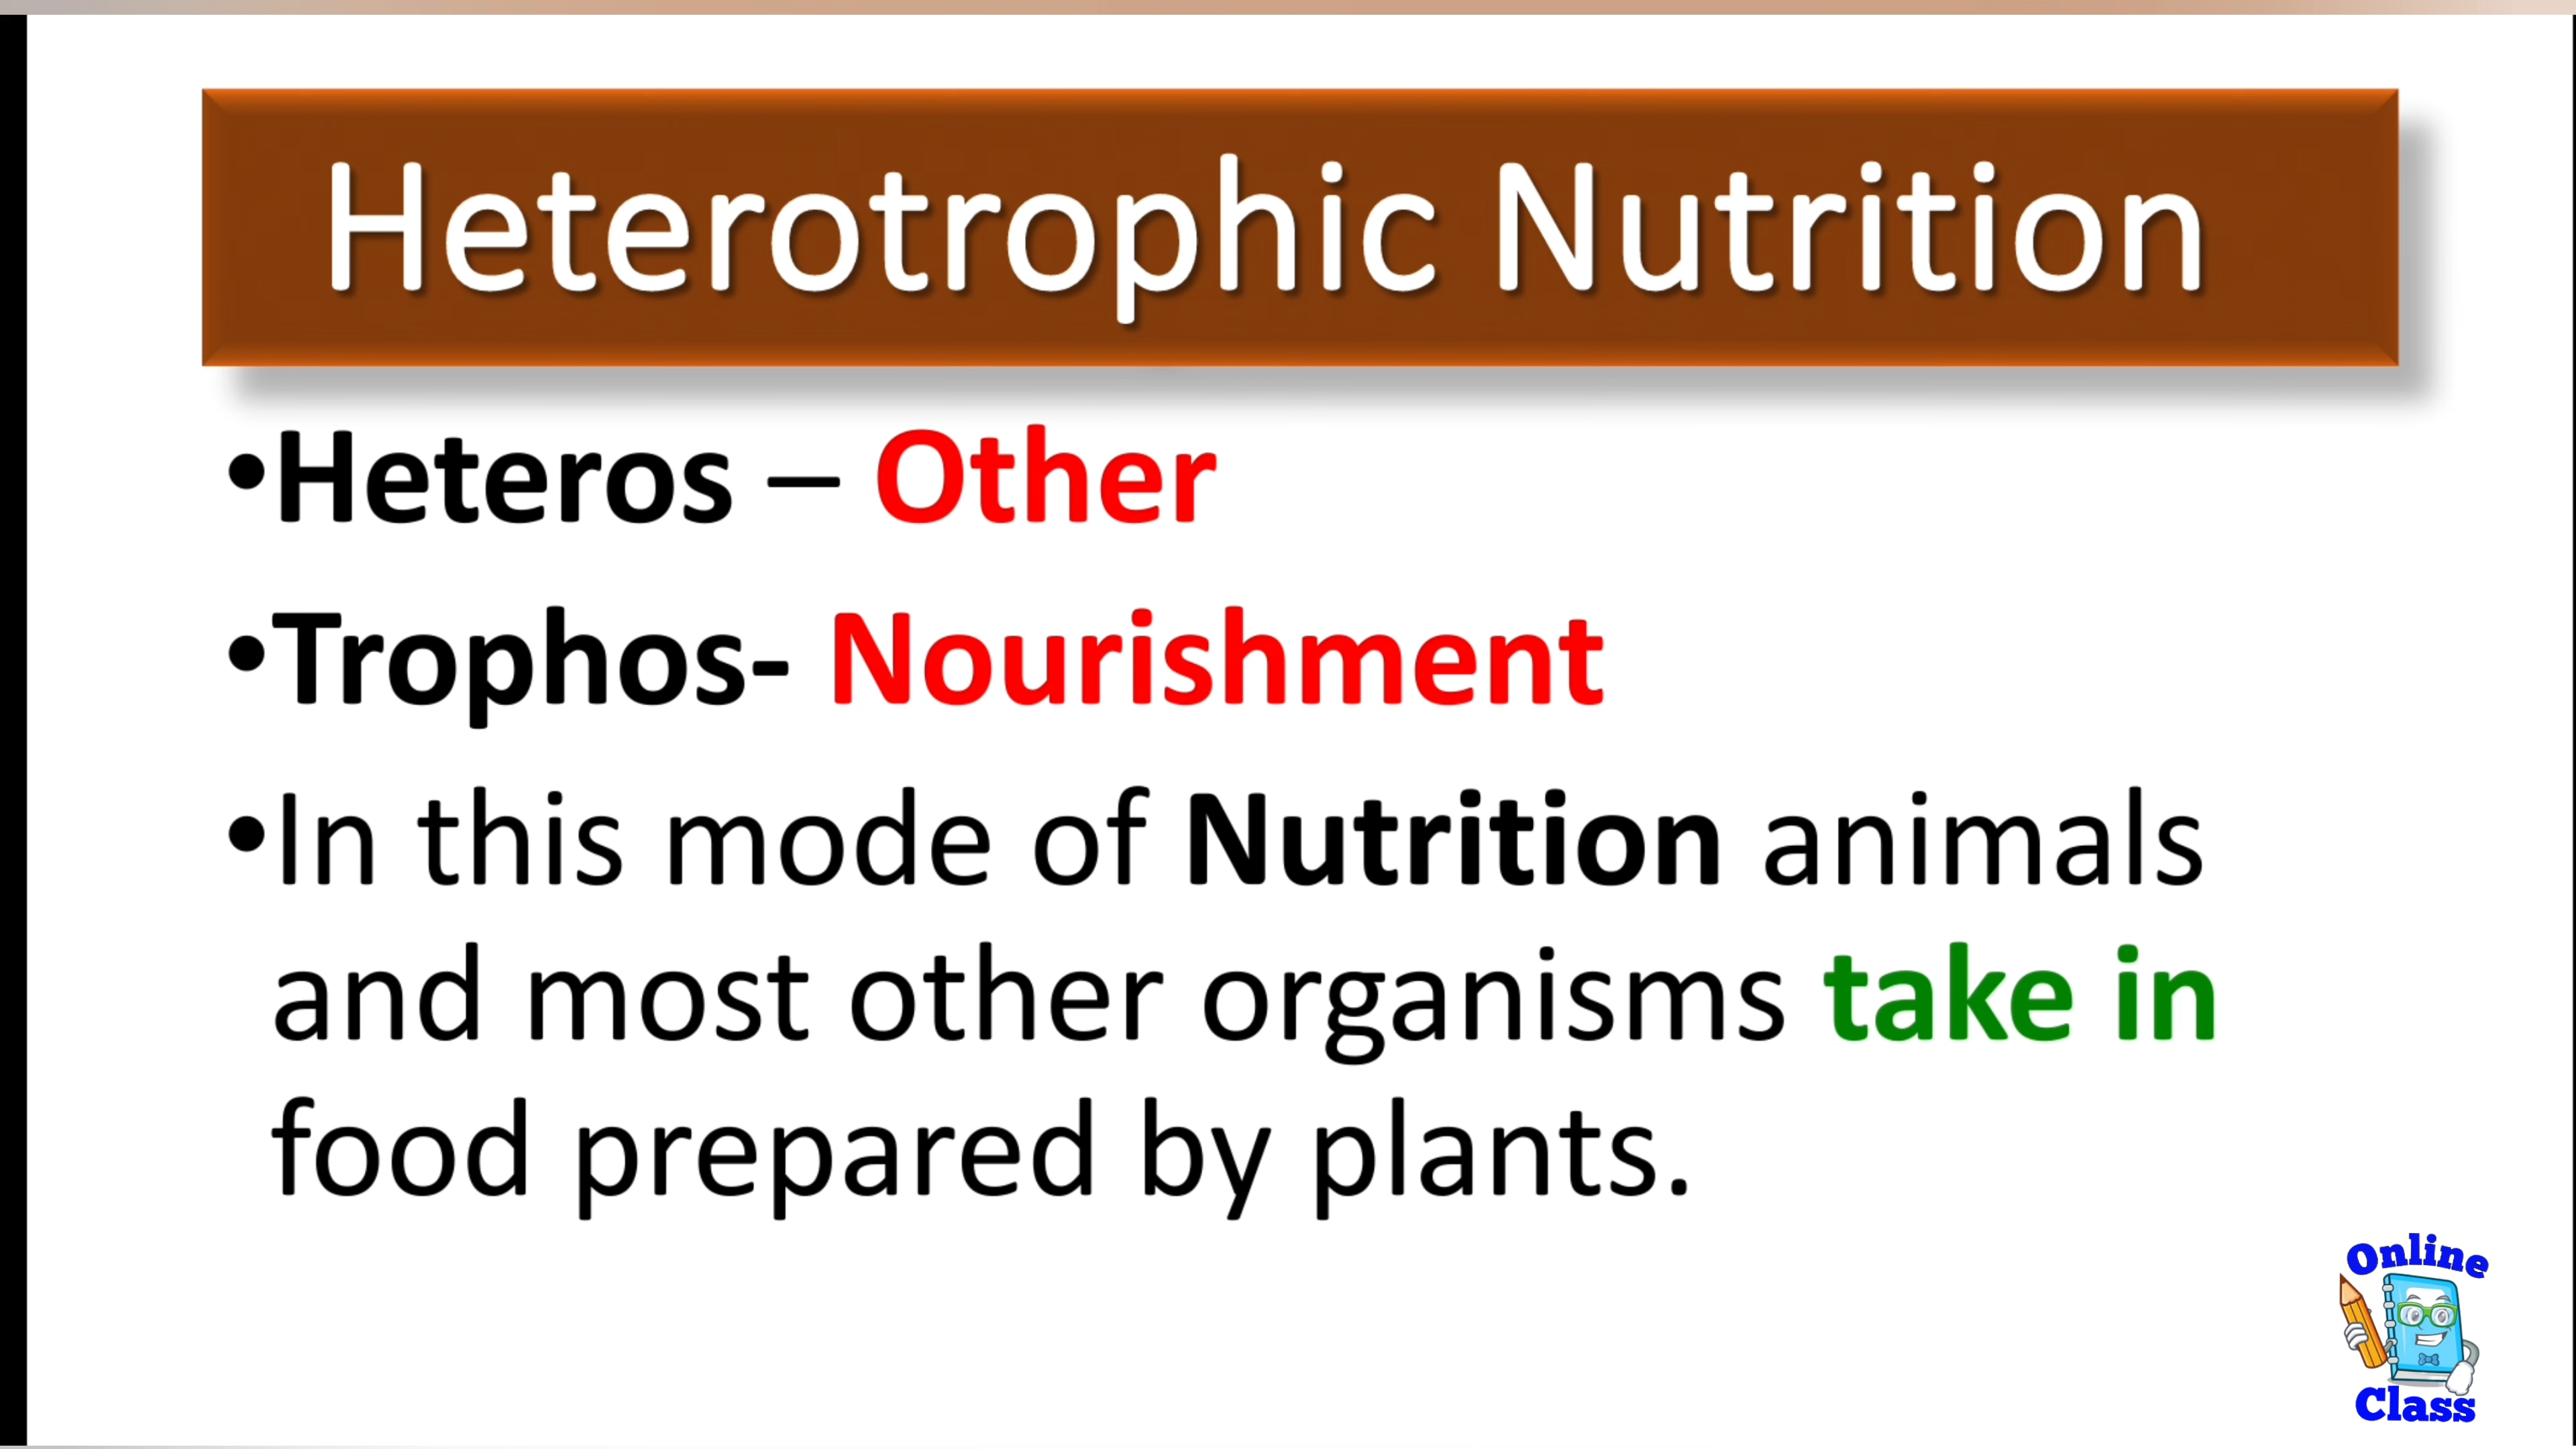 Heterotrophic Nutrition
•Heteros – Other
•Trophos- Nourishment
•In this mode of Nutrition animals
and most other organisms take in
food prepared by plants.
Online
Class